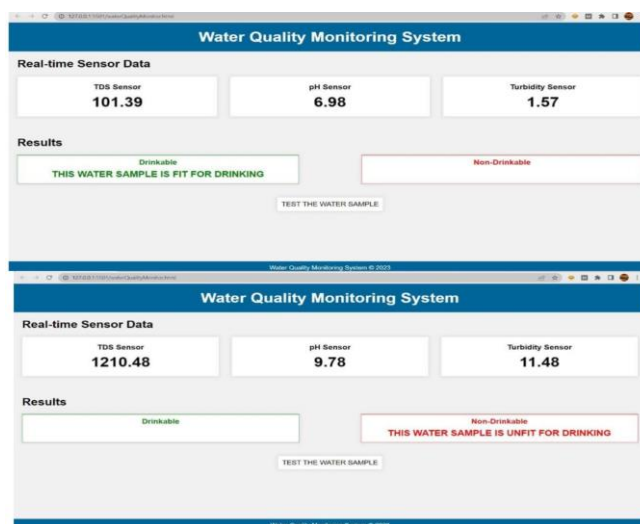 Water Quality Monitoring System
Real-time Sensor Data
TDS Sensor pH Sensor Turbidity Sensor
101.39 6.98 1.57
Results
Drinkable Non-Drinkable
THIS WATER SAMPLE IS FIT FOR DRINKING
TEST THE WATER SAMPLE
Water Quality Monitoring System © 2023
Water Quality Monitoring System
Real-time Sensor Data
TDS Sensor pH Sensor Turbidity Sensor
1210.48 9.78 11.48
Results
Drinkable Non-Drinkable
THIS WATER SAMPLE IS UNFIT FOR DRINKING
TEST THE WATER SAMPLE